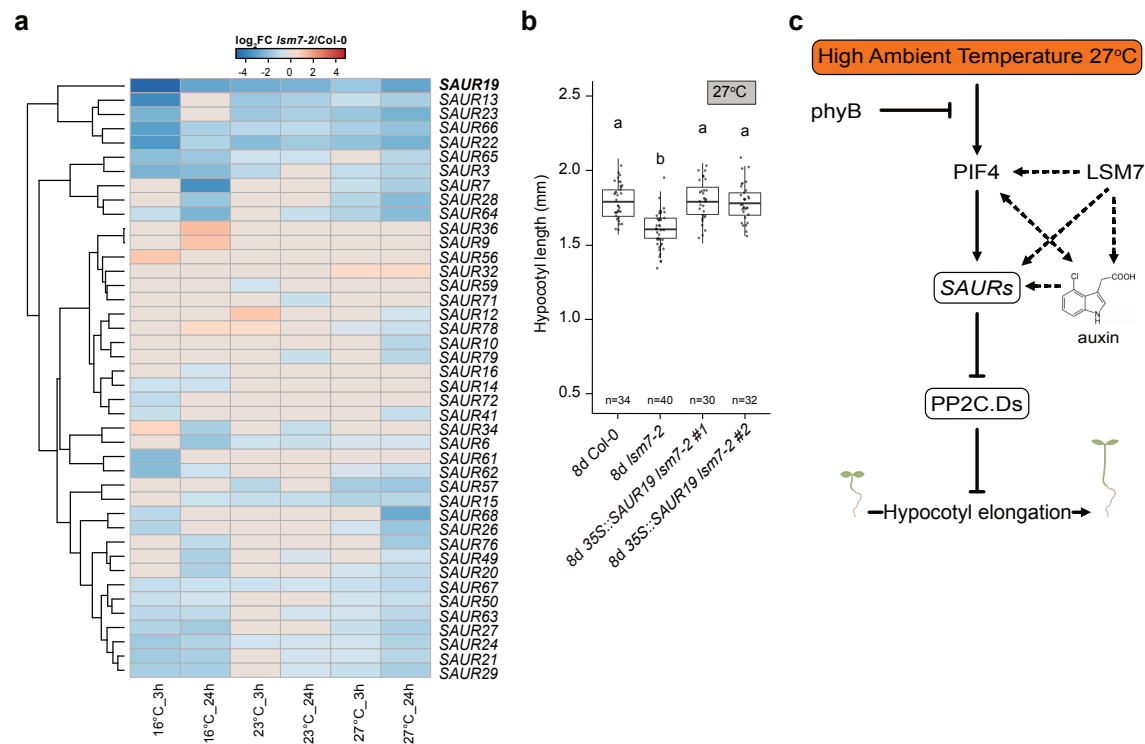 a
log2FC lsm7-2/Col-0
-4 -2 0 2 4
SAUR19
SAUR13
SAUR23
SAUR66
SAUR22
SAUR65
SAUR3
SAUR7
SAUR28
SAUR64
SAUR36
SAUR9
SAUR56
SAUR32
SAUR59
SAUR71
SAUR12
SAUR78
SAUR10
SAUR79
SAUR16
SAUR14
SAUR72
SAUR41
SAUR34
SAUR6
SAUR61
SAUR62
SAUR57
SAUR15
SAUR68
SAUR26
SAUR76
SAUR49
SAUR20
SAUR67
SAUR50
SAUR63
SAUR27
SAUR24
SAUR21
SAUR29
16°C_3h
16°C_24h
23°C_3h
23°C_24h
27°C_3h
27°C_24h
b
27°C
Hypocotyl length (mm)
2.5
2.0
1.5
1.0
0.5
a
b
a
a
n=34
n=40
n=30
n=32
8d Col-0
8d lsm7-2
8d 35S::SAUR19 lsm7-2 #1
8d 35S::SAUR19 lsm7-2 #2
c
High Ambient Temperature 27°C
phyB
PIF4
LSM7
SAURs
Cl
COOH
N
H
auxin
PP2C.Ds
Hypocotyl elongation